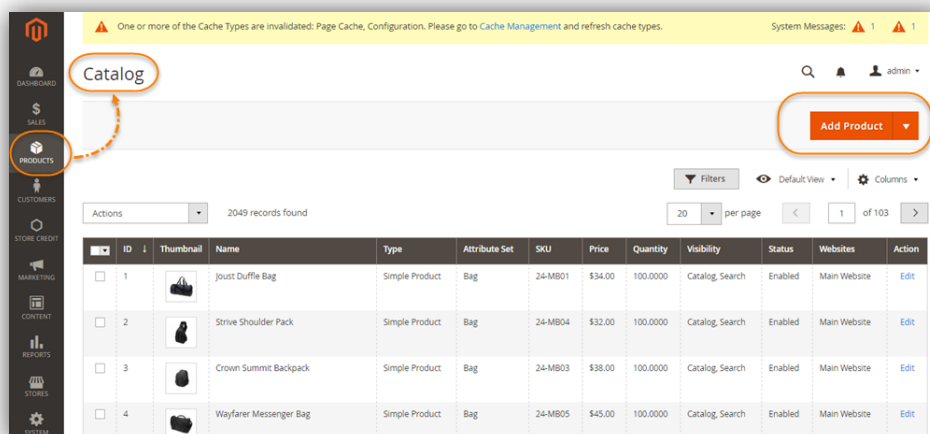 One or more of the Cache Types are invalidated: Page Cache, Configuration. Please go to Cache Management and refresh cache types.
System Messages: 1 1
Catalog
admin
DASHBOARD
SALES
PRODUCTS
CUSTOMERS
STORE CREDIT
MARKETING
CONTENT
REPORTS
STORES
SYSTEM
Add Product
Filters Default View Columns
Actions 2049 records found 20 per page 1 of 103
ID Thumbnail Name Type Attribute Set SKU Price Quantity Visibility Status Websites Action
1 Joust Duffle Bag Simple Product Bag 24-MB01 $34.00 100.0000 Catalog, Search Enabled Main Website Edit
2 Strive Shoulder Pack Simple Product Bag 24-MB04 $32.00 100.0000 Catalog, Search Enabled Main Website Edit
3 Crown Summit Backpack Simple Product Bag 24-MB03 $38.00 100.0000 Catalog, Search Enabled Main Website Edit
4 Wayfarer Messenger Bag Simple Product Bag 24-MB05 $45.00 100.0000 Catalog, Search Enabled Main Website Edit